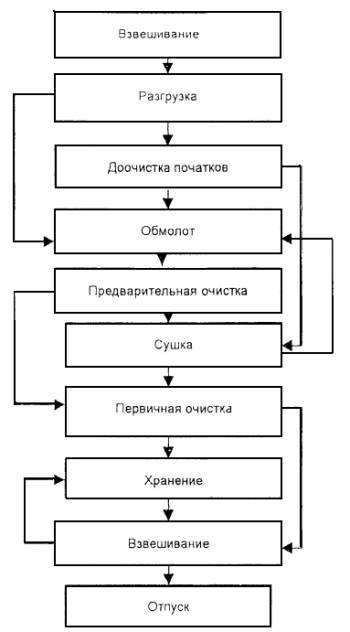 Взвешивание
Разгрузка
Доочистка початков
Обмолот
Предварительная очистка
Сушка
Первичная очистка
Хранение
Взвешивание
Отпуск